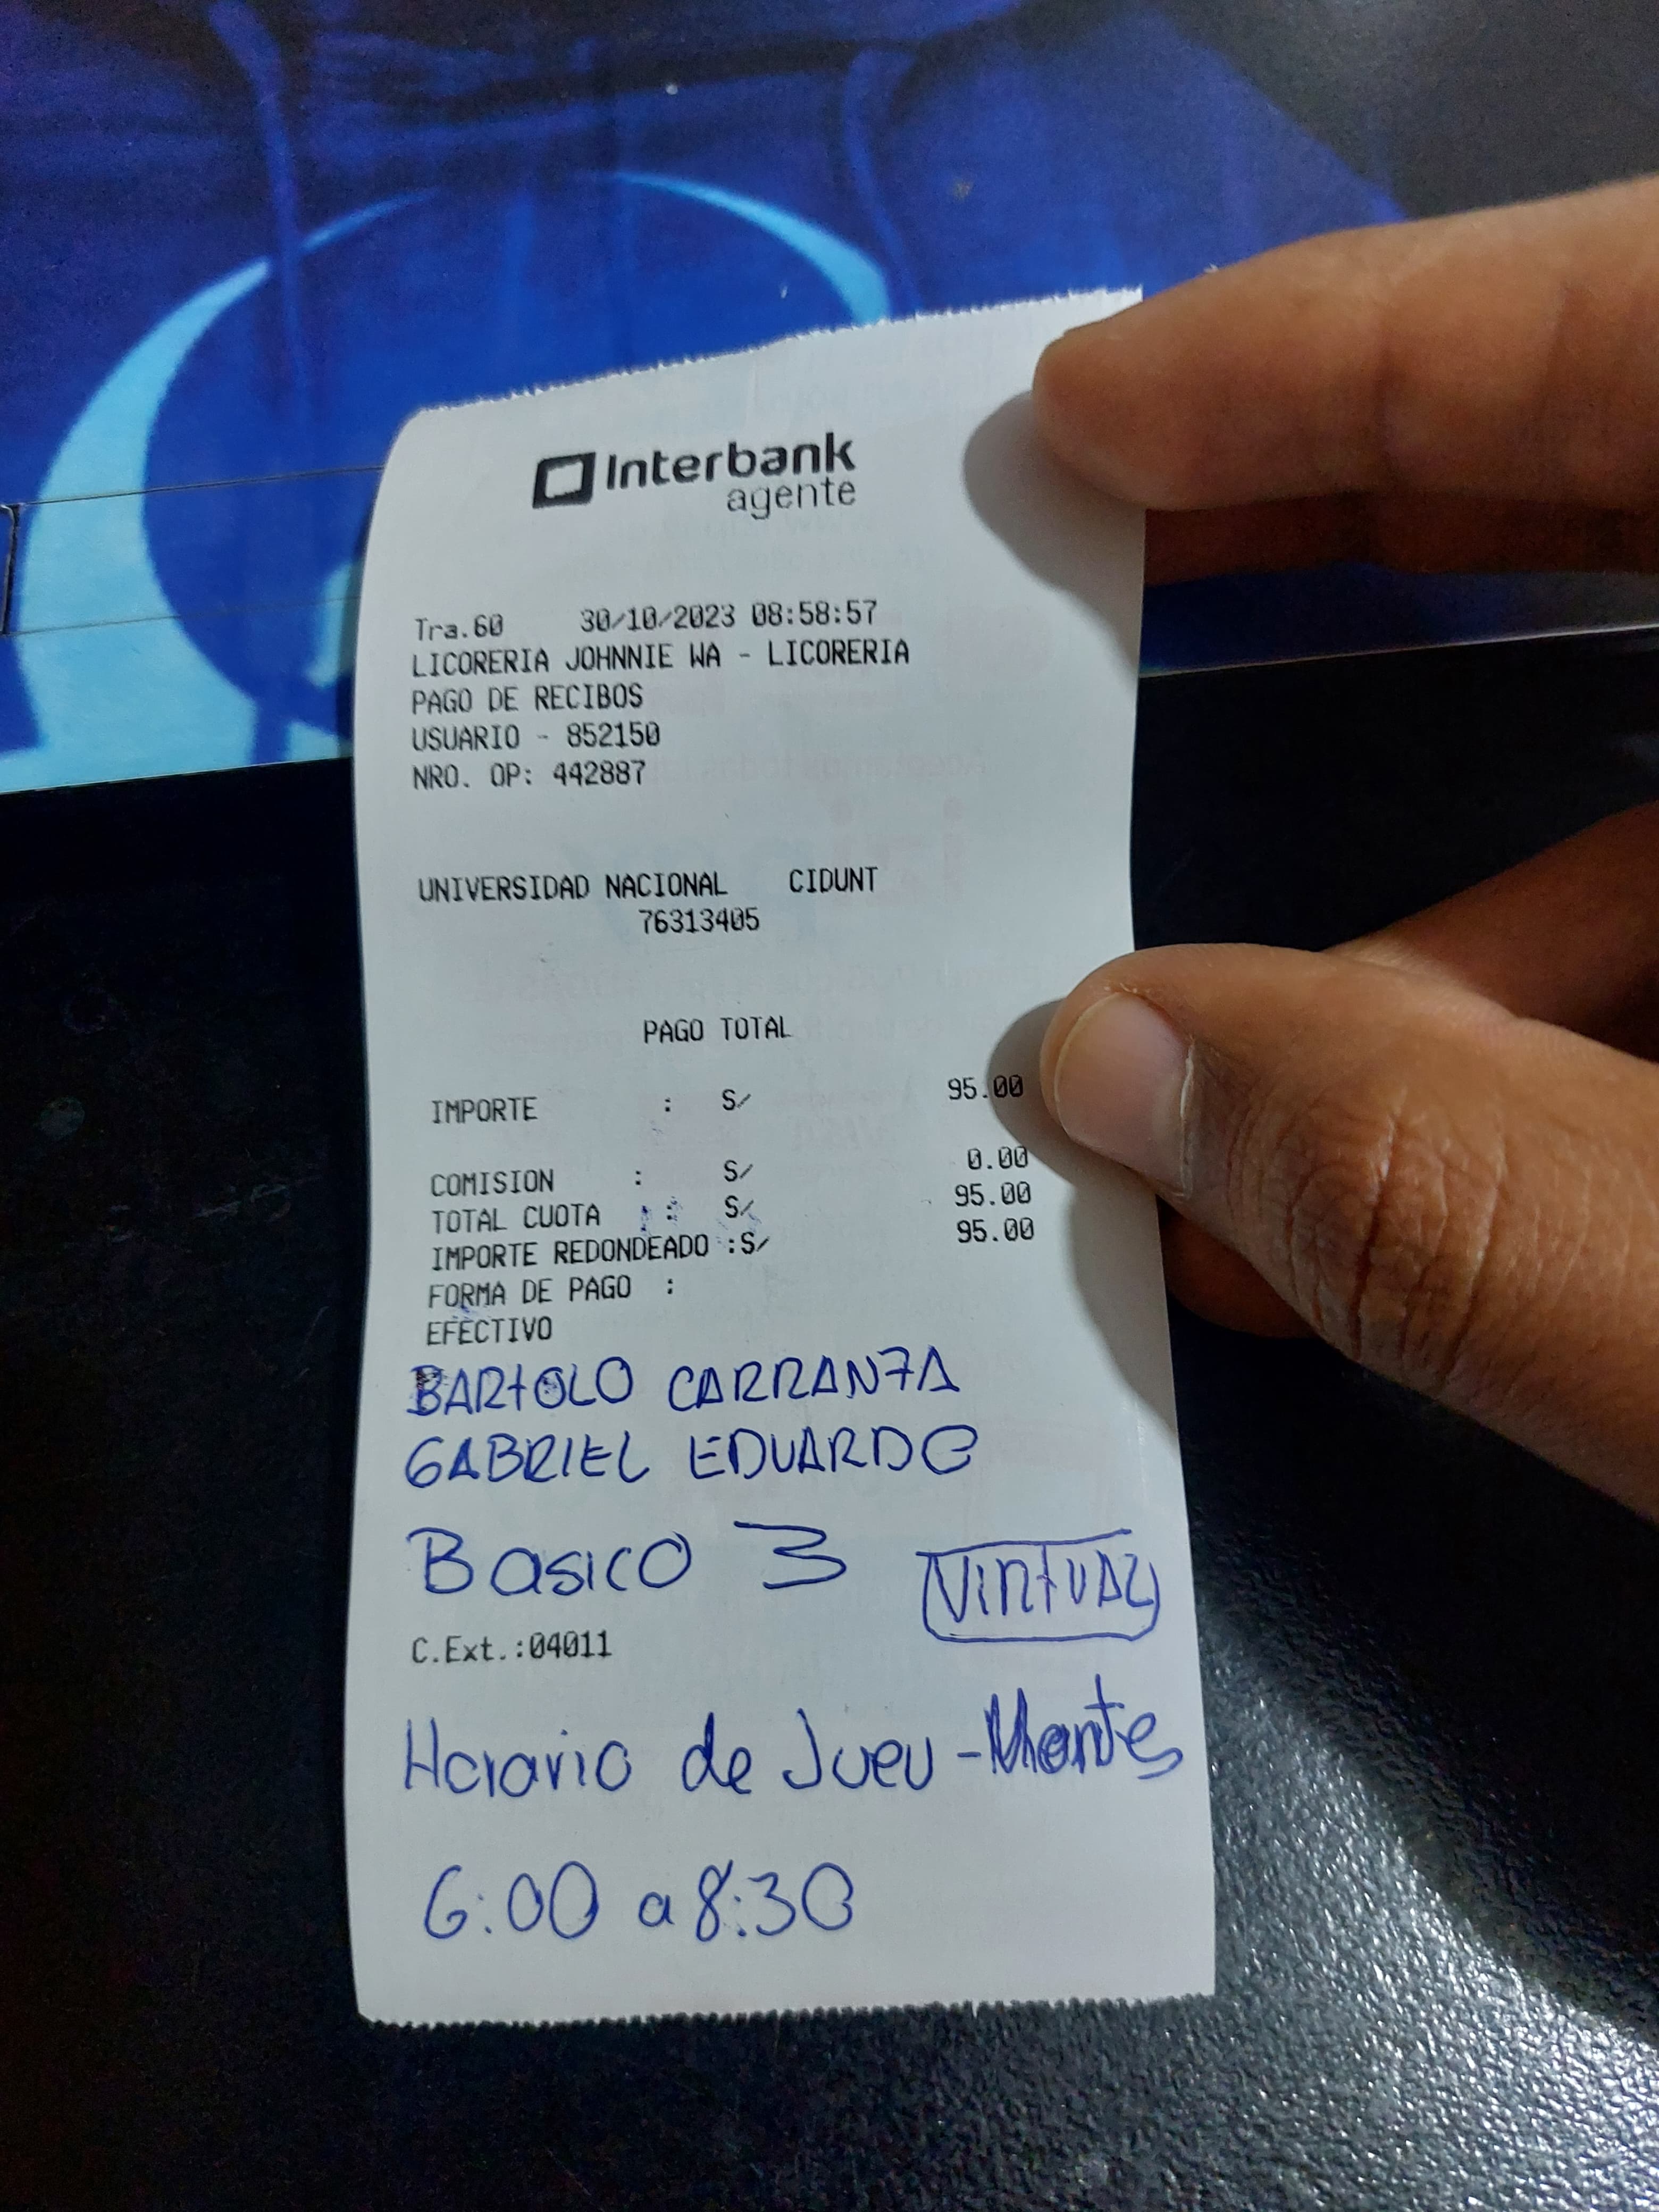 Interbank
agente
Tra.60 30/10/2023 08:58:57
LICORERIA JOHNNIE WA - LICORERIA
PAGO DE RECIBOS
USUARIO - 852150
NRO. OP: 442887
UNIVERSIDAD NACIONAL CIDUNT
76313405
PAGO TOTAL
IMPORTE : S/ 95.00
COMISION : S/ 0.00
TOTAL CUOTA : S/ 95.00
IMPORTE REDONDEADO :S/ 95.00
FORMA DE PAGO :
EFECTIVO
BARTOLO CARRANZA
GABRIEL EDUARDO
Basico 3 VIRTUAL
C.Ext.:04011
Horario de Juev - Martes
6:00 a 8:30